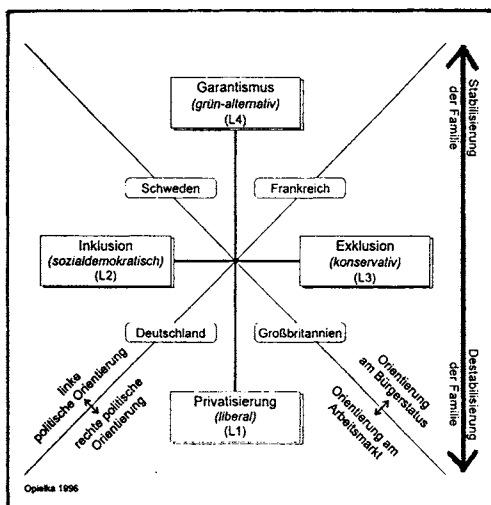 Garantismus
(grün-alternativ)
(L4)
Stabilisierung
der Familie
Schweden
Frankreich
Inklusion
(sozialdemokratisch)
(L2)
Exklusion
(konservativ)
(L3)
Deutschland
Großbritannien
linke
politische Orientierung
rechte politische
Orientierung
Privatisierung
(liberal)
(L1)
Orientierung
am Bürgerstatus
Orientierung am
Arbeitsmarkt
Destabilisierung
der Familie
Opielka 1996